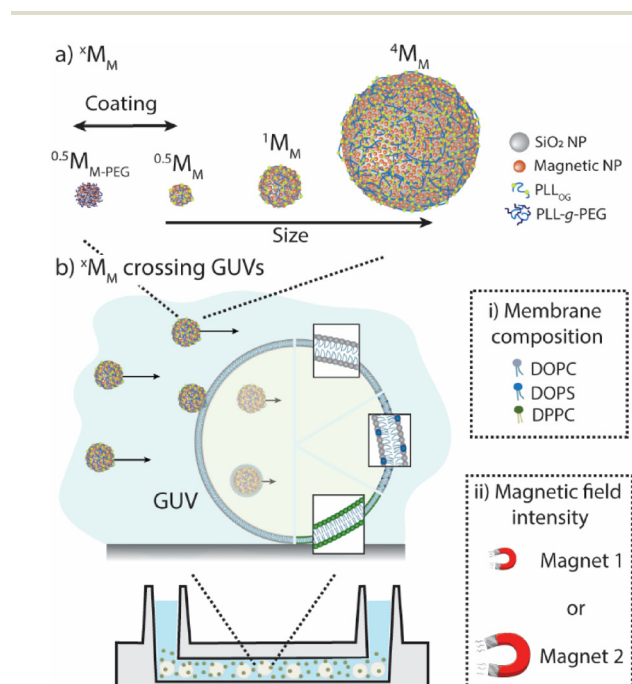 a) ˣM_M
⁴M_M
Coating
⁰·⁵M_M-PEG
⁰·⁵M_M
¹M_M
SiO₂ NP
Magnetic NP
PLL_OG
PLL-g-PEG
Size
b) ˣM_M crossing GUVs
GUV
i) Membrane
composition
DOPC
DOPS
DPPC
ii) Magnetic field
intensity
Magnet 1
or
Magnet 2